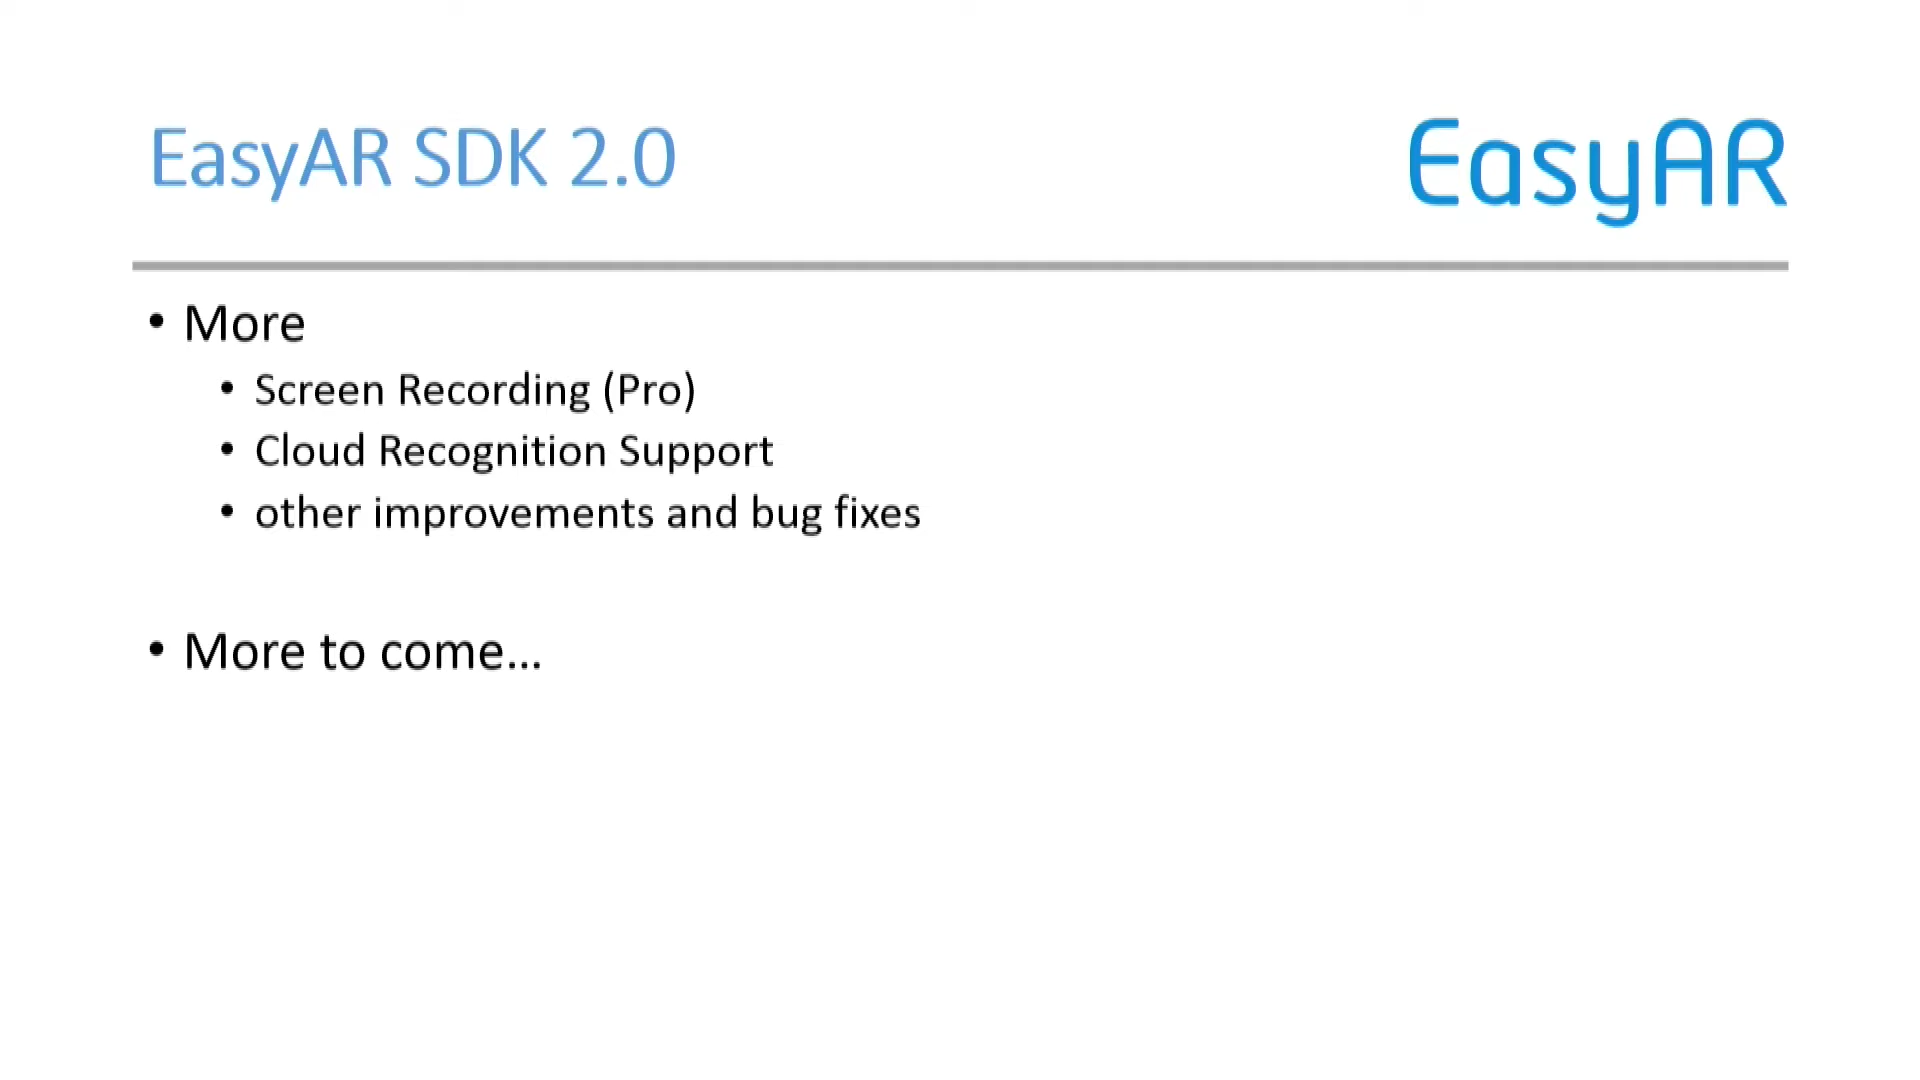 EasyAR SDK 2.0
EasyAR
• More
• Screen Recording (Pro)
• Cloud Recognition Support
• other improvements and bug fixes
• More to come...